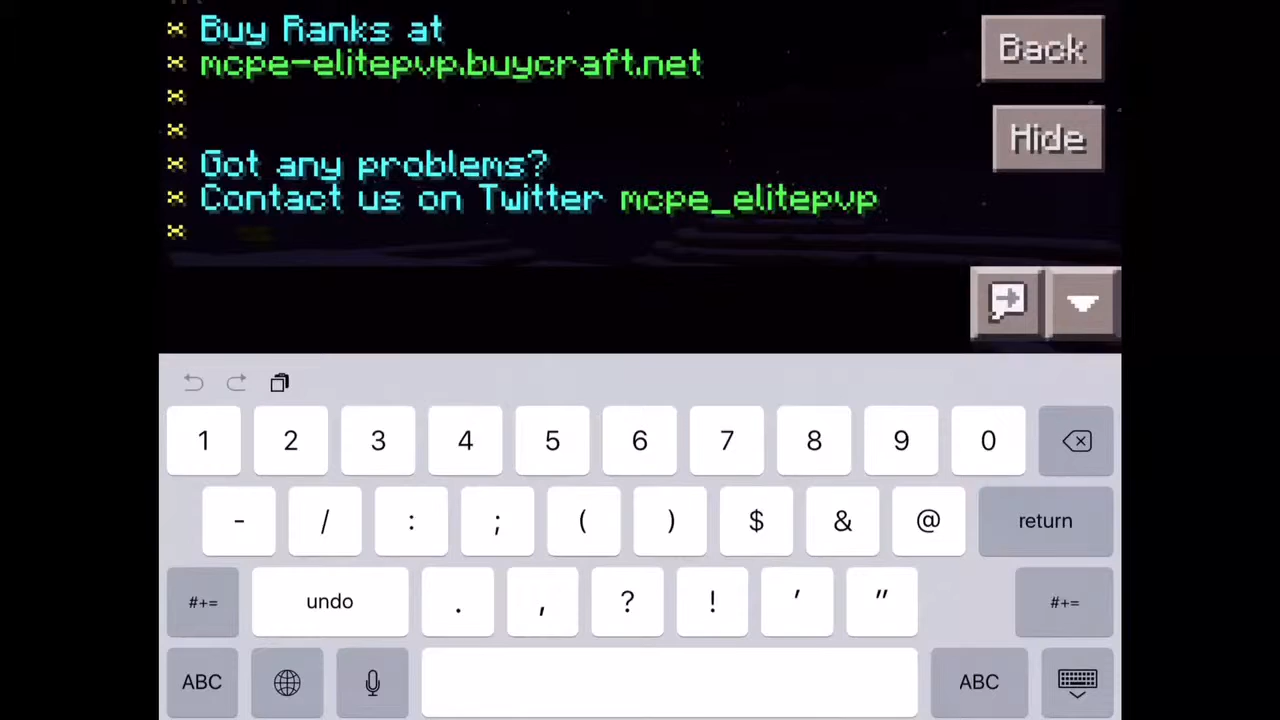 × Buy Ranks at
× mcpe-elitepvp.buycraft.net
×
×
× Got any problems?
× Contact us on Twitter mcpe_elitepvp
×
Back
Hide
1 2 3 4 5 6 7 8 9 0
- / : ; ( ) $ & @ return
#+= undo . , ? ! ' " #+=
ABC ABC